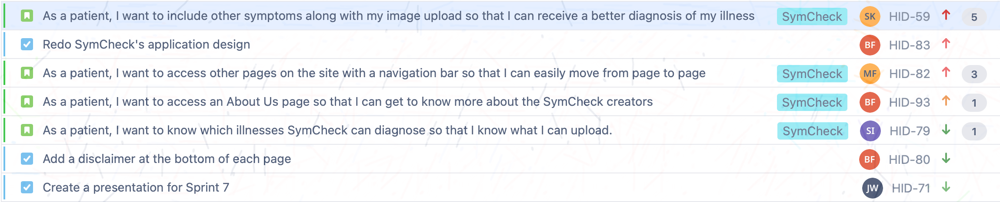 As a patient, I want to include other symptoms along with my image upload so that I can receive a better diagnosis of my illness SymCheck SK HID-59 5
Redo SymCheck's application design BF HID-83
As a patient, I want to access other pages on the site with a navigation bar so that I can easily move from page to page SymCheck MF HID-82 3
As a patient, I want to access an About Us page so that I can get to know more about the SymCheck creators SymCheck BF HID-93 1
As a patient, I want to know which illnesses SymCheck can diagnose so that I know what I can upload. SymCheck SI HID-79 1
Add a disclaimer at the bottom of each page BF HID-80
Create a presentation for Sprint 7 JW HID-71